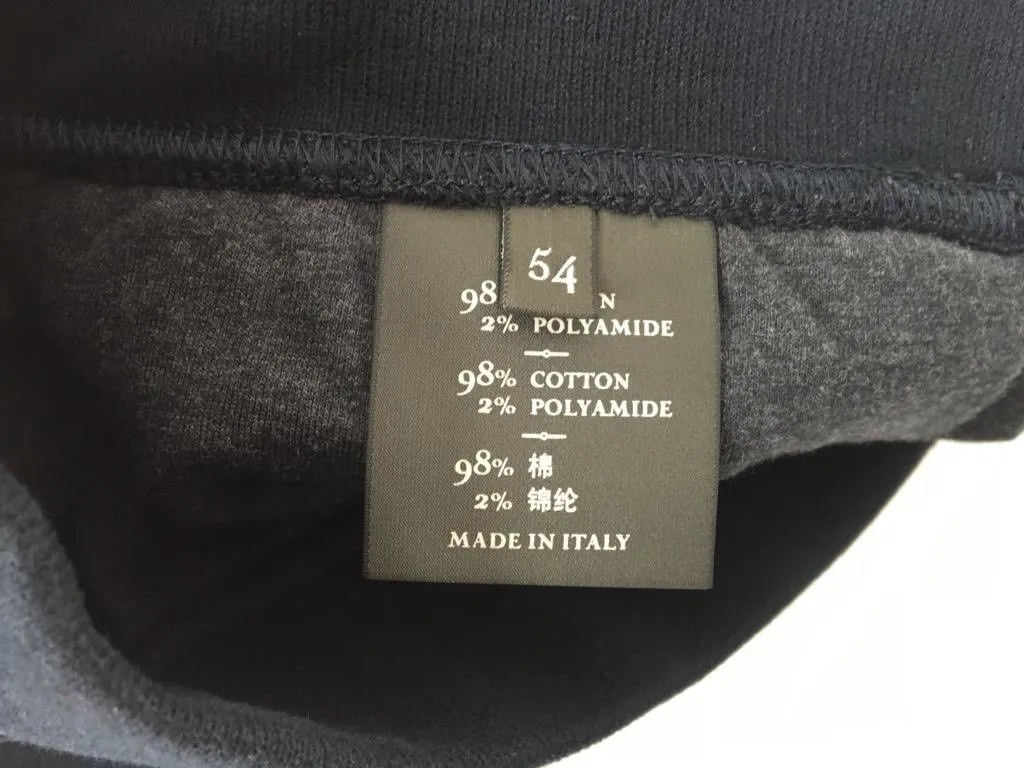 54
98
2% POLYAMIDE
98% COTTON
2% POLYAMIDE
98% 棉
2% 锦纶
MADE IN ITALY